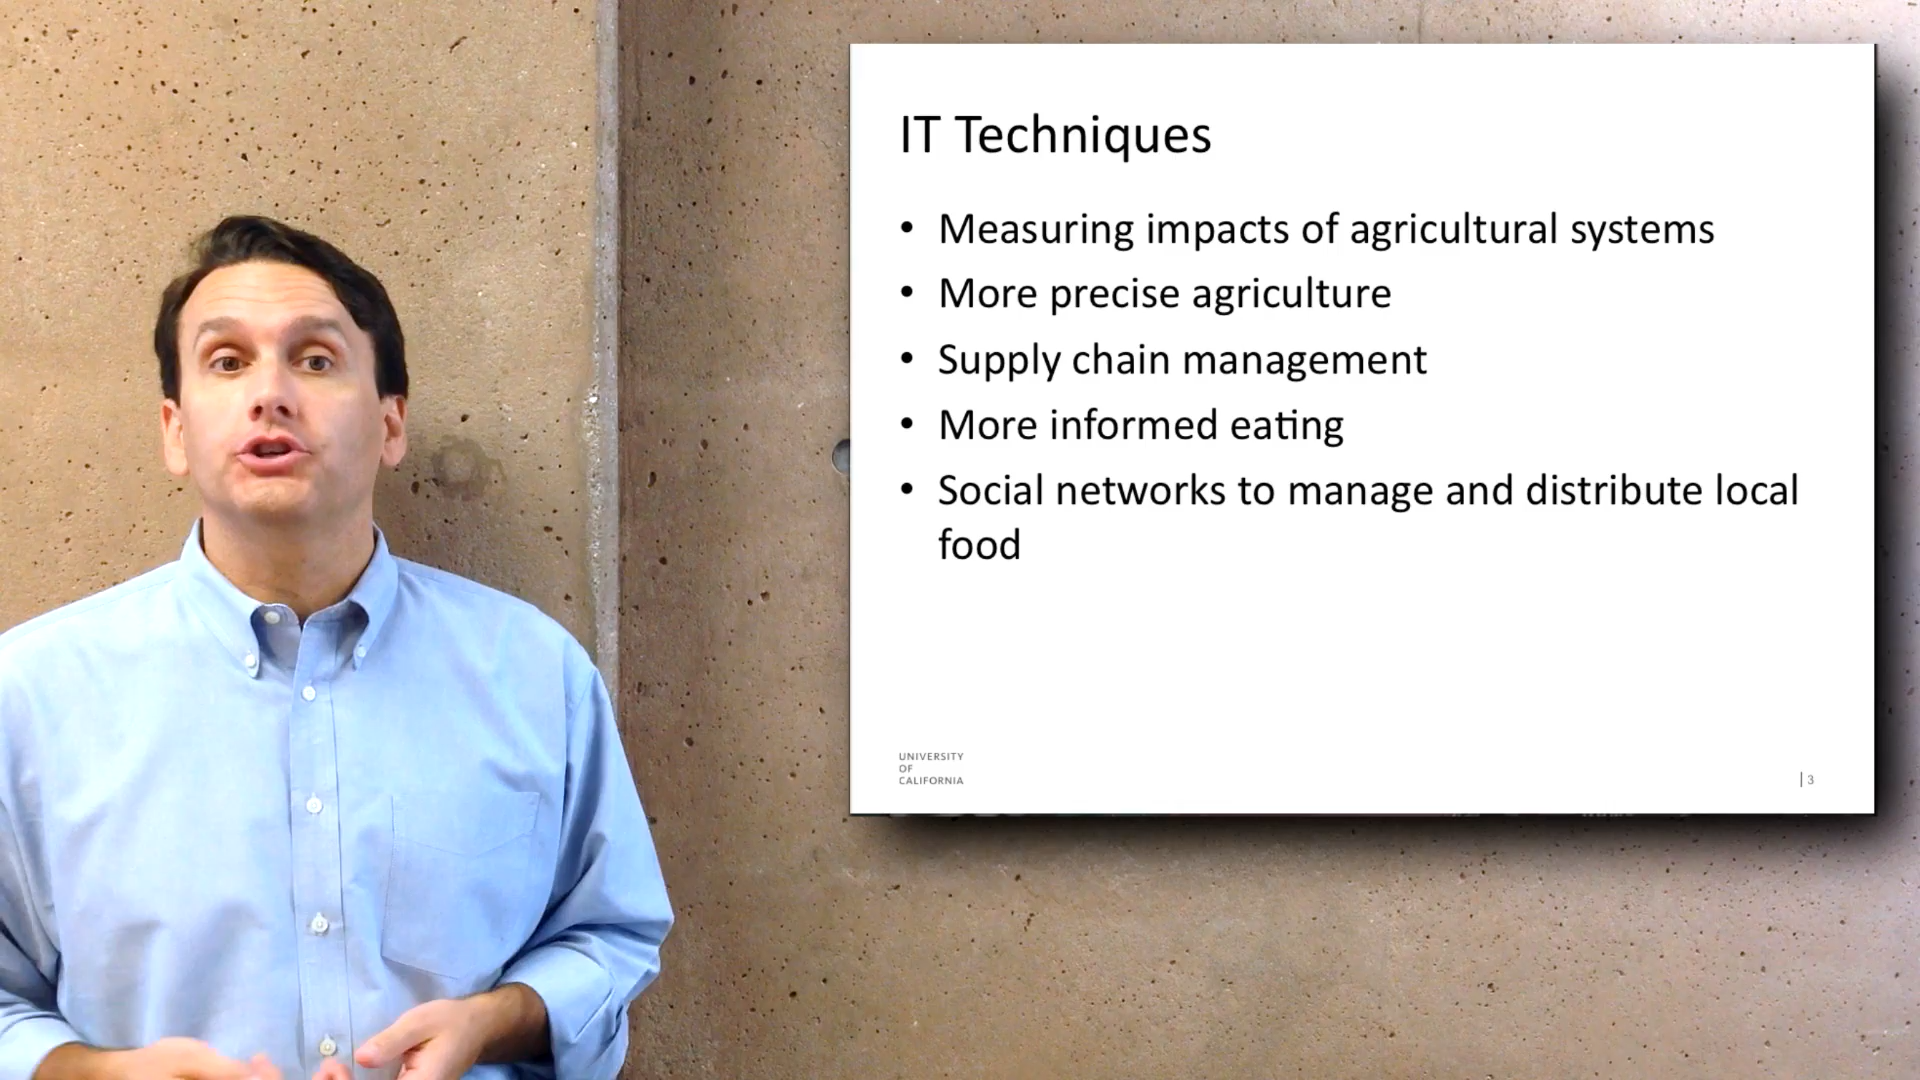 IT Techniques
• Measuring impacts of agricultural systems
• More precise agriculture
• Supply chain management
• More informed eating
• Social networks to manage and distribute local
food
UNIVERSITY
OF
CALIFORNIA
| 3